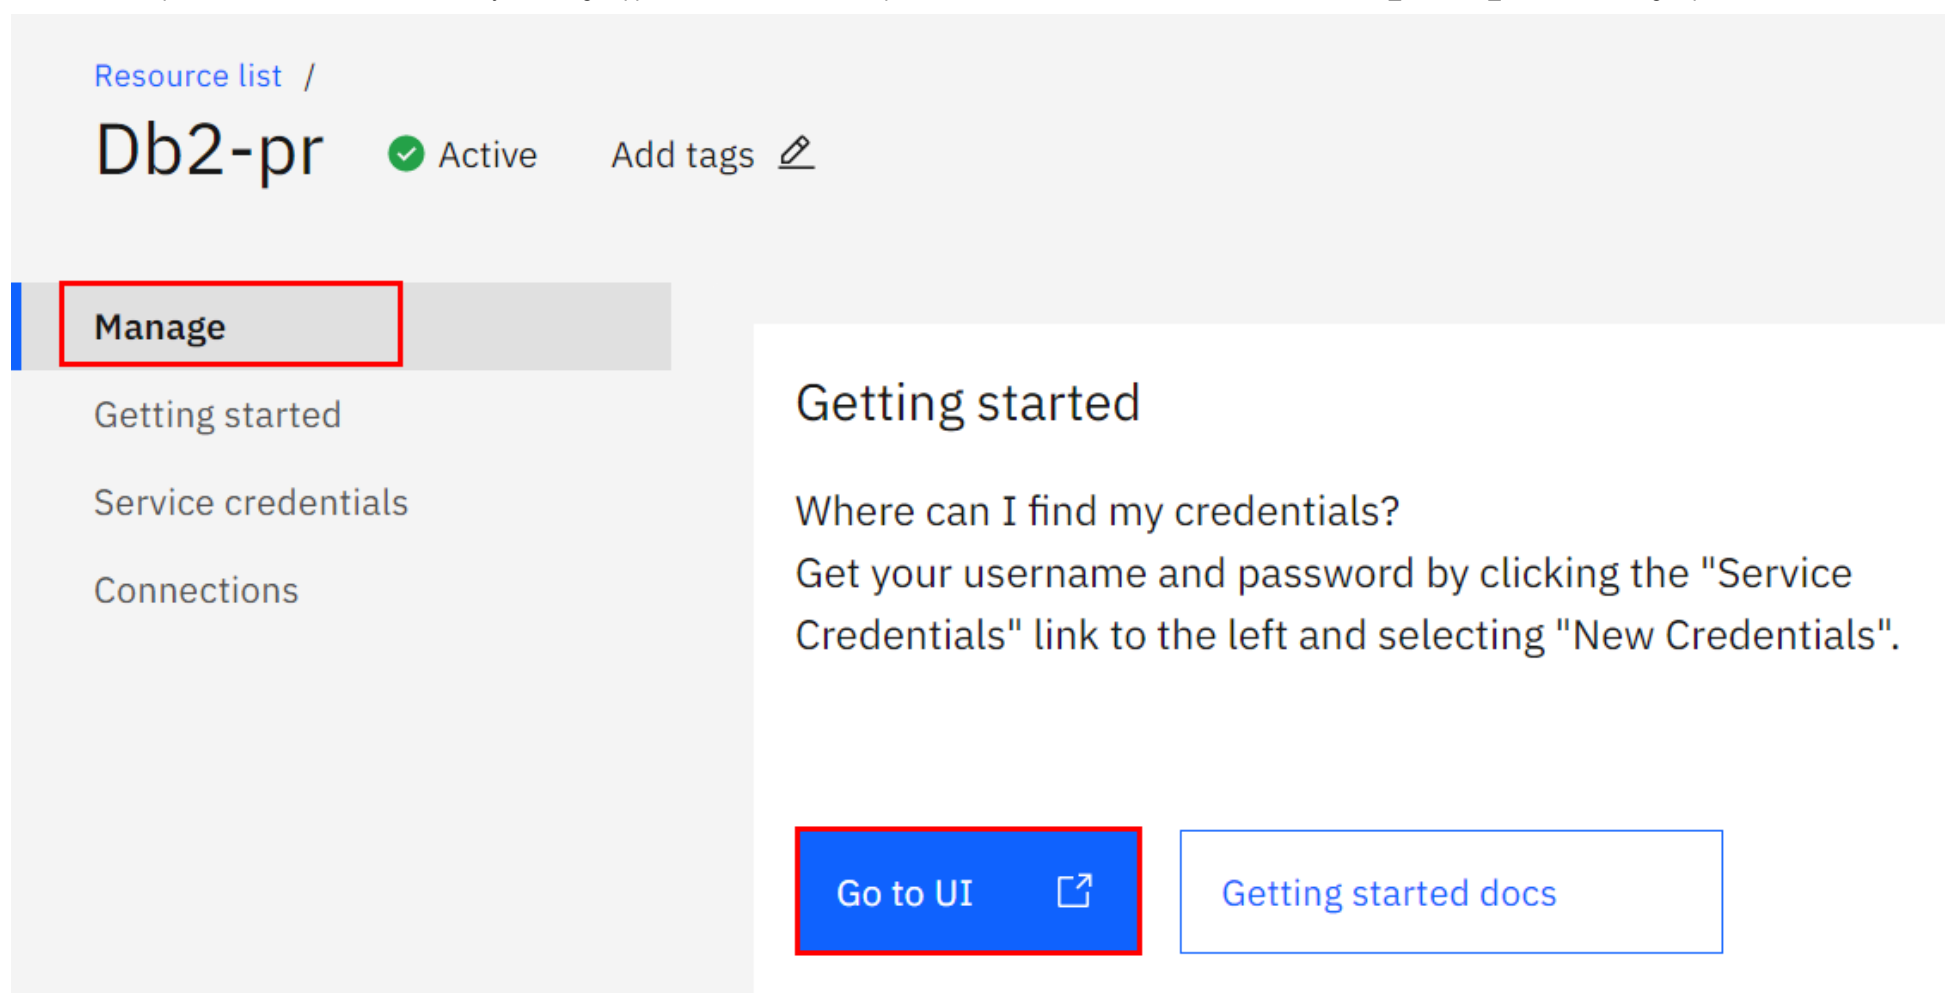 Resource list /
Db2-pr Active Add tags
Manage
Getting started
Service credentials
Connections
Getting started
Where can I find my credentials?
Get your username and password by clicking the "Service
Credentials" link to the left and selecting "New Credentials".
Go to UI
Getting started docs